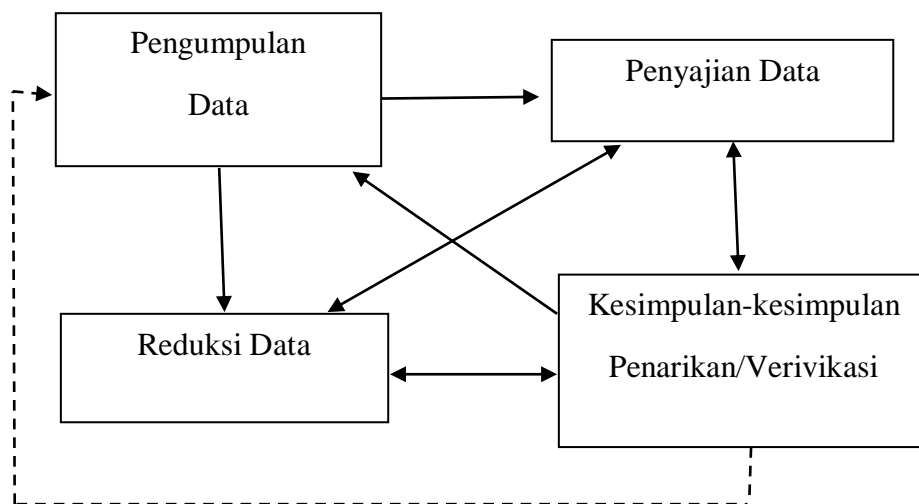 Pengumpulan
Data
Penyajian Data
Reduksi Data
Kesimpulan-kesimpulan
Penarikan/Verivikasi